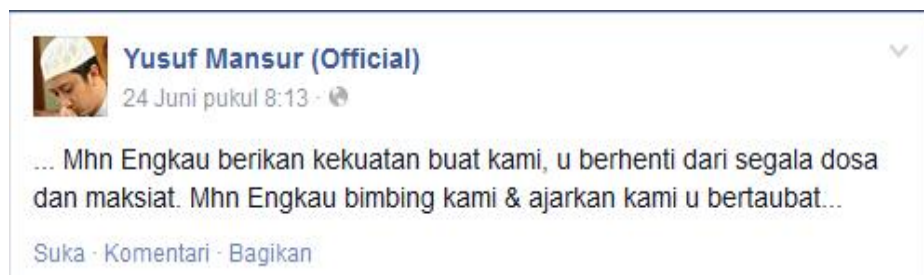 Yusuf Mansur (Official)
24 Juni pukul 8:13 ·
... Mhn Engkau berikan kekuatan buat kami, u berhenti dari segala dosa
dan maksiat. Mhn Engkau bimbing kami & ajarkan kami u bertaubat...
Suka · Komentari · Bagikan